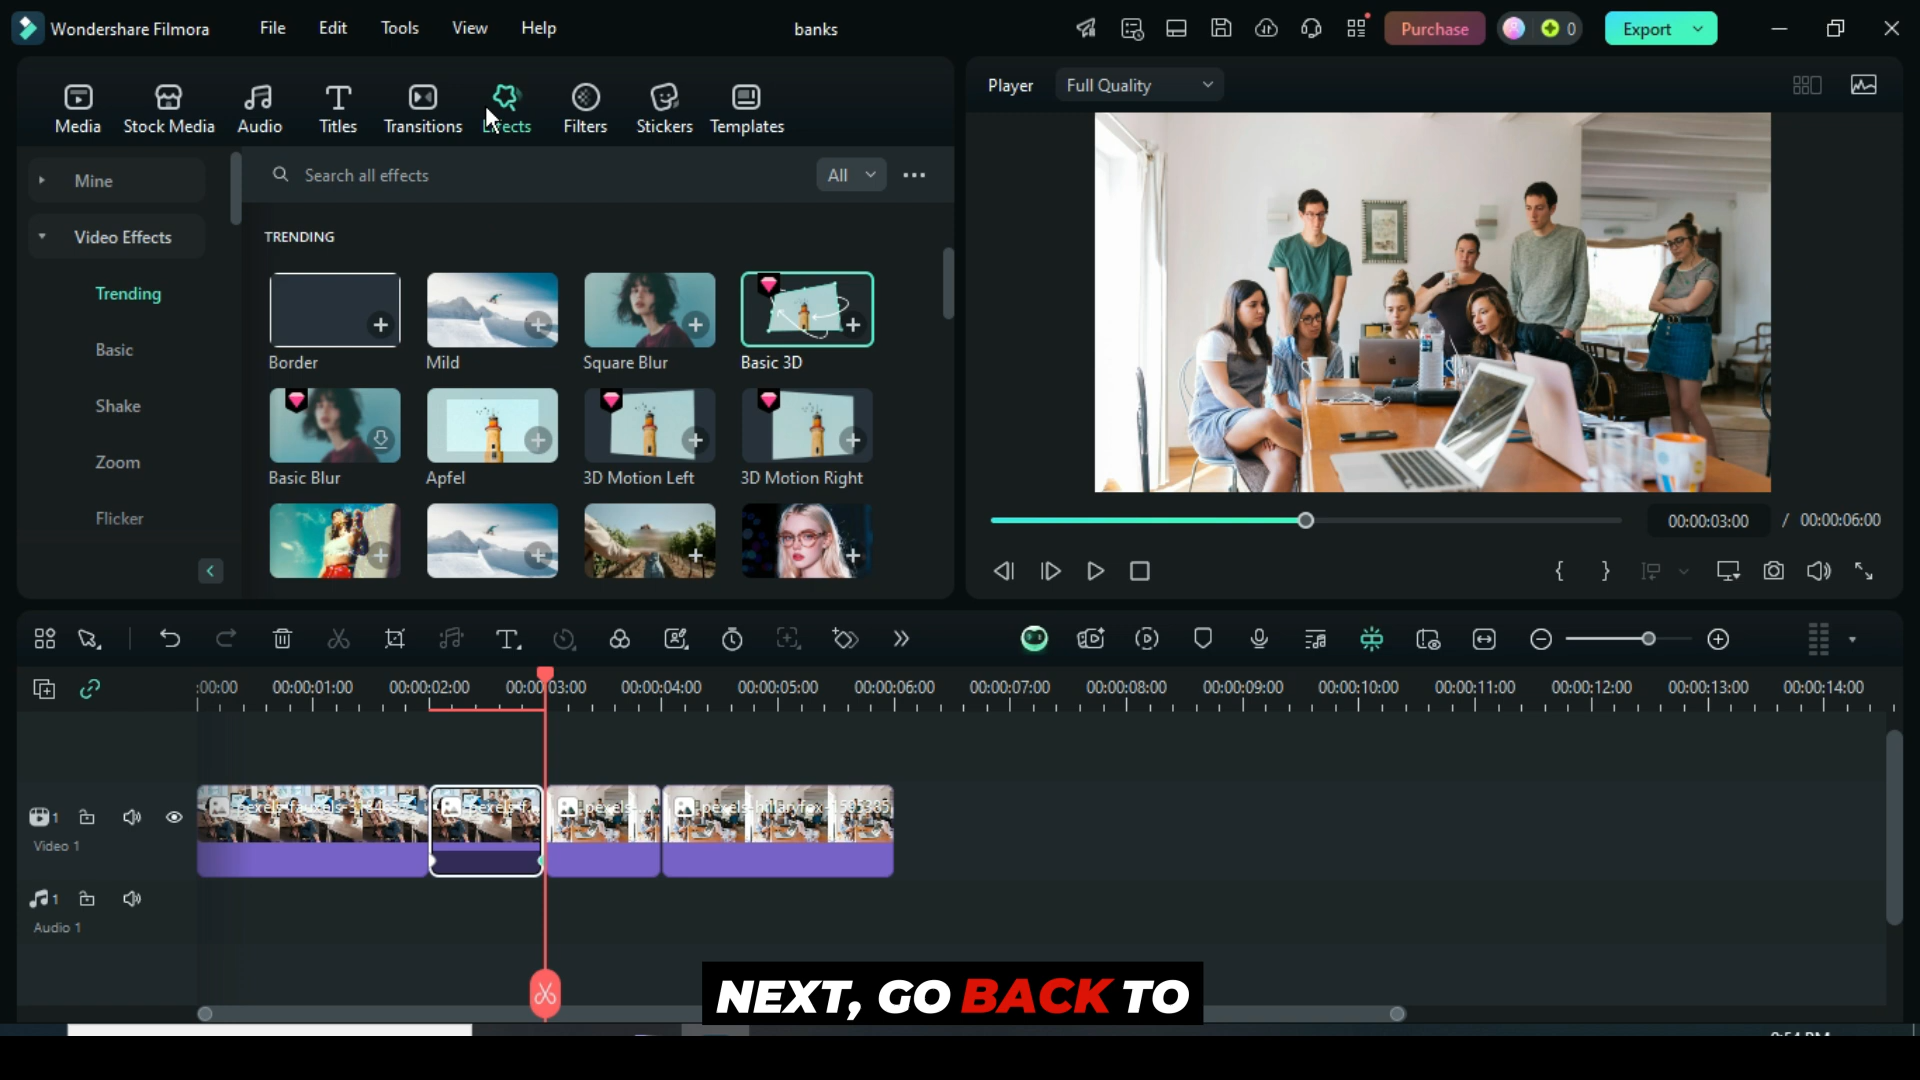 Wondershare Filmora
File
Edit
Tools
View
Help
banks
Purchase
0
Export
Media
Stock Media
Audio
Titles
Transitions
Effects
Filters
Stickers
Templates
Player
Full Quality
Mine
Search all effects
All
Video Effects
TRENDING
Trending
Basic
Shake
Zoom
Flicker
Border
Mild
Square Blur
Basic 3D
Basic Blur
Apfel
3D Motion Left
3D Motion Right
00:00:03:00 / 00:00:06:00
:00:00 00:00:01:00 00:00:02:00 00:00:03:00 00:00:04:00 00:00:05:00 00:00:06:00 00:00:07:00 00:00:08:00 00:00:09:00 00:00:10:00 00:00:11:00 00:00:12:00 00:00:13:00 00:00:14:00
1
Video 1
1
Audio 1
NEXT, GO BACK TO